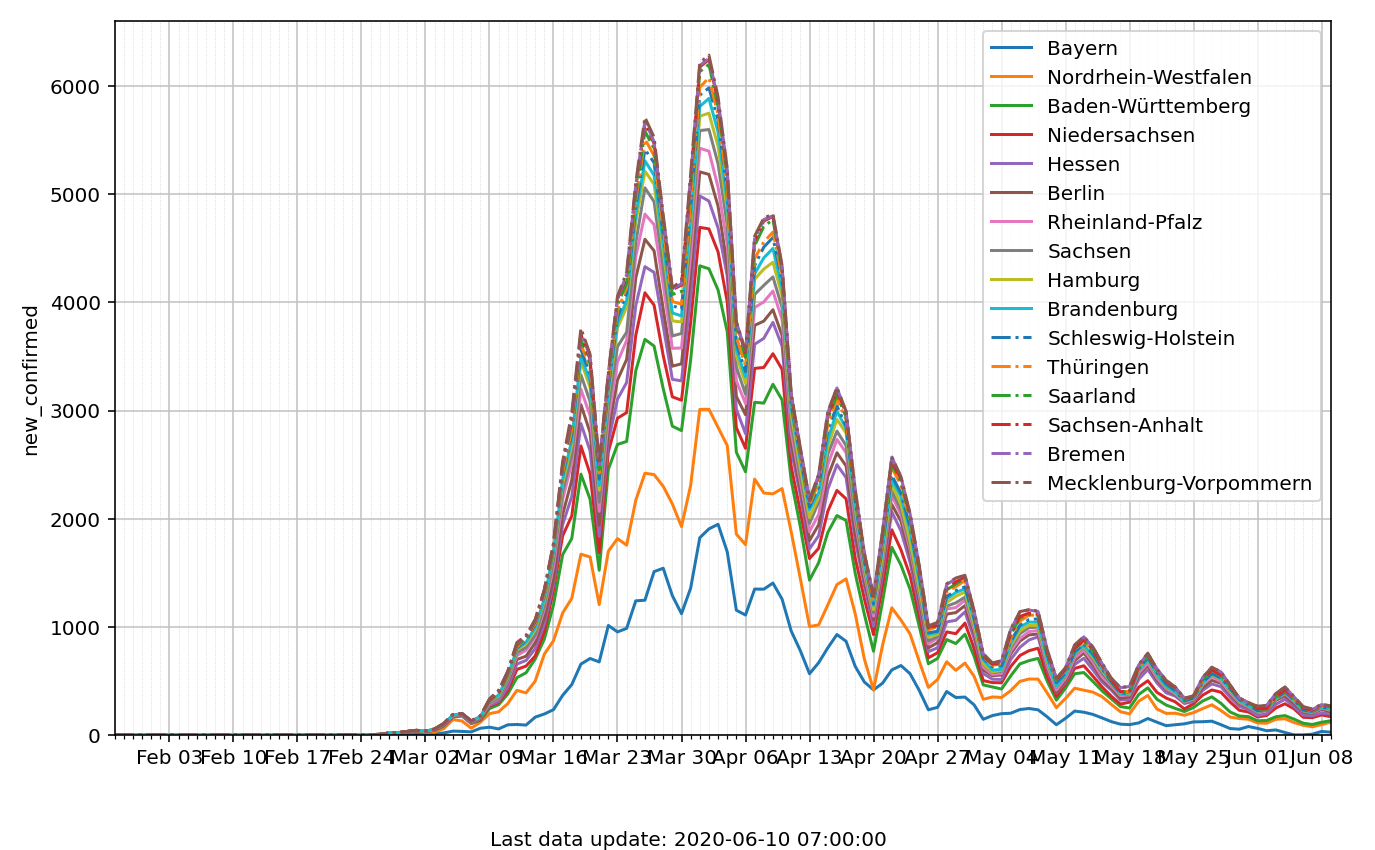 new_confirmed
6000
5000
4000
3000
2000
1000
0
Bayern
Nordrhein-Westfalen
Baden-Württemberg
Niedersachsen
Hessen
Berlin
Rheinland-Pfalz
Sachsen
Hamburg
Brandenburg
Schleswig-Holstein
Thüringen
Saarland
Sachsen-Anhalt
Bremen
Mecklenburg-Vorpommern
Feb 03 Feb 10 Feb 17 Feb 24 Mar 02 Mar 09 Mar 16 Mar 23 Mar 30 Apr 06 Apr 13 Apr 20 Apr 27 May 04 May 11 May 18 May 25 Jun 01 Jun 08
Last data update: 2020-06-10 07:00:00